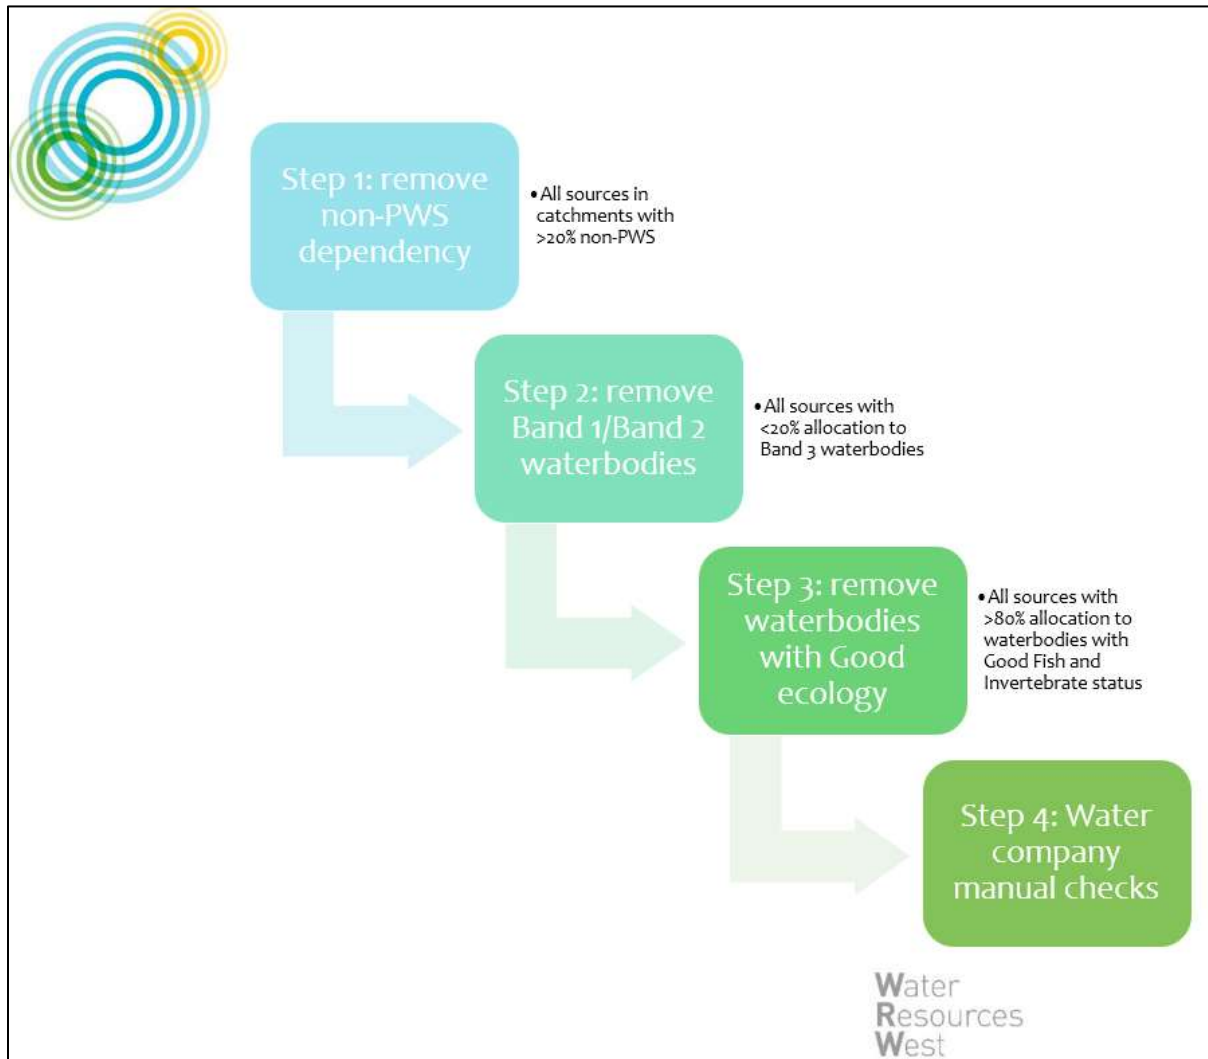 Step 1: remove
non-PWS
dependency
•All sources in
catchments with
>20% non-PWS
Step 2: remove
Band 1/Band 2
waterbodies
•All sources with
<20% allocation to
Band 3 waterbodies
Step 3: remove
waterbodies
with Good
ecology
•All sources with
>80% allocation to
waterbodies with
Good Fish and
Invertebrate status
Step 4: Water
company
manual checks
Water
Resources
West